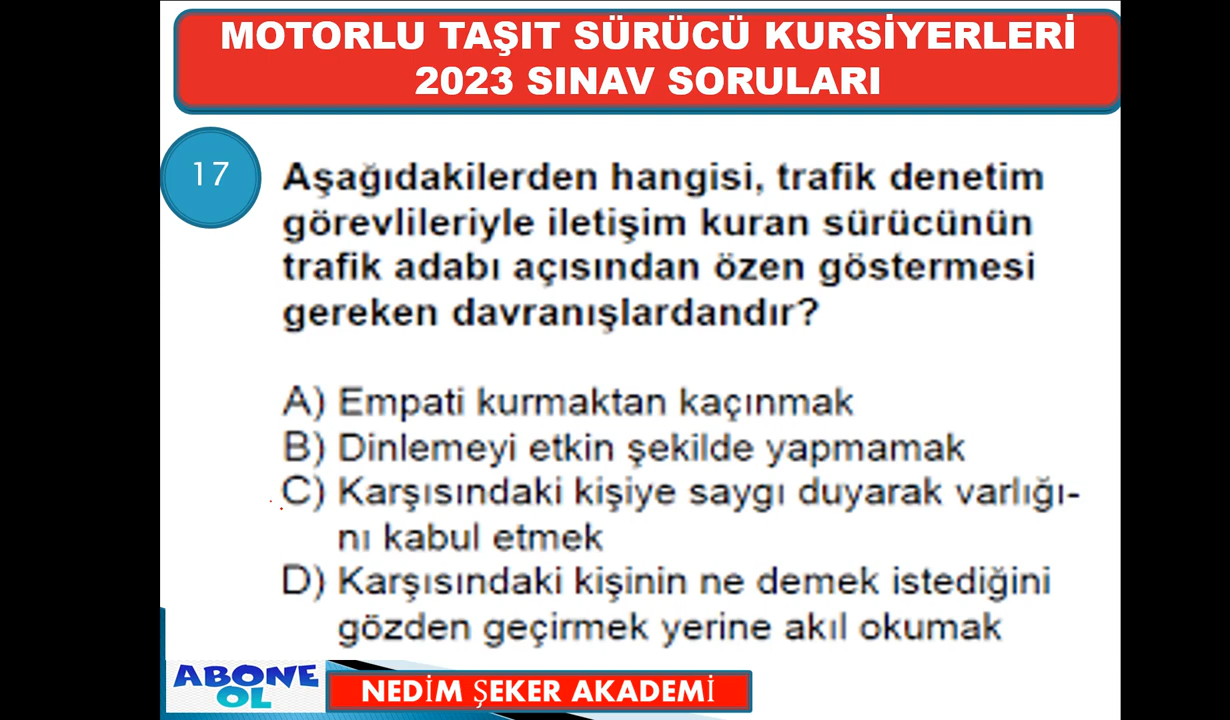 MOTORLU TAŞIT SÜRÜCÜ KURSİYERLERİ
2023 SINAV SORULARI
17
Aşağıdakilerden hangisi, trafik denetim
görevlileriyle iletişim kuran sürücünün
trafik adabı açısından özen göstermesi
gereken davranışlardandır?
A) Empati kurmaktan kaçınmak
B) Dinlemeyi etkin şekilde yapmamak
C) Karşısındaki kişiye saygı duyarak varlığı-
nı kabul etmek
D) Karşısındaki kişinin ne demek istediğini
gözden geçirmek yerine akıl okumak
ABONE
OL
NEDİM ŞEKER AKADEMİ